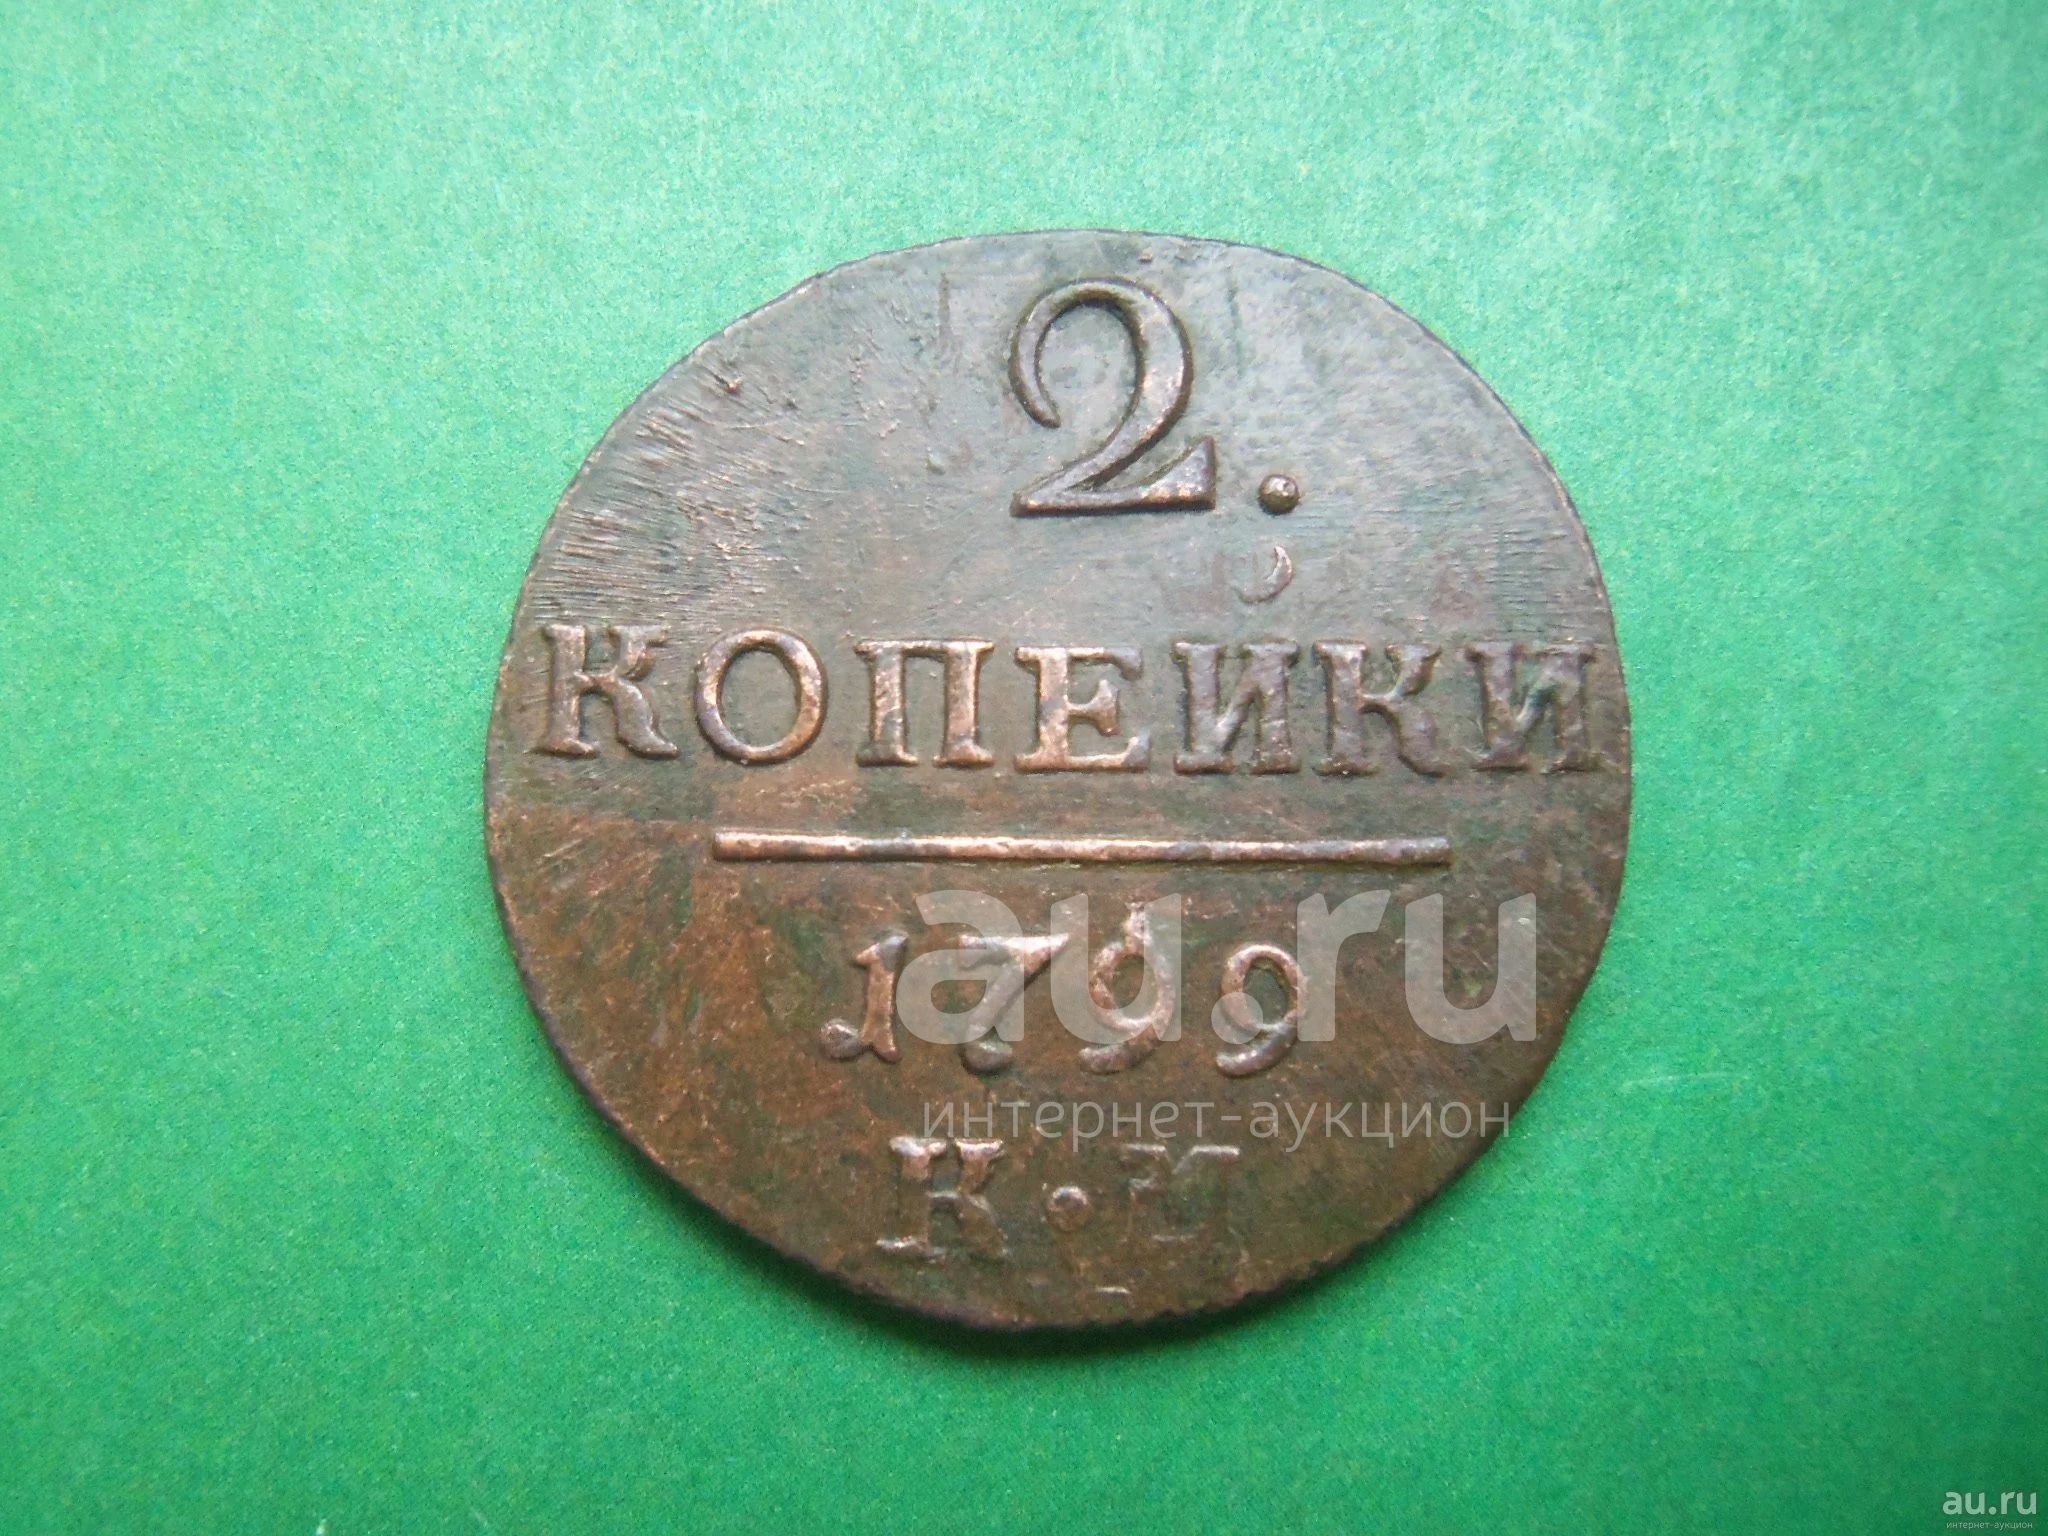 2.
КОПЕЙКИ
1799
au.ru
интернет-аукцион
К·М
au.ru
интернет-аукцион